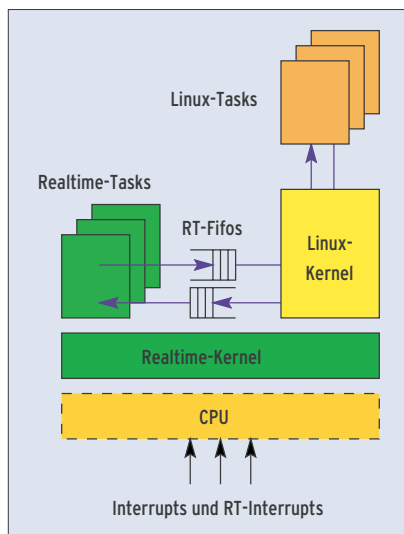 Linux-Tasks
Realtime-Tasks
RT-Fifos
Linux-
Kernel
Realtime-Kernel
CPU
Interrupts und RT-Interrupts